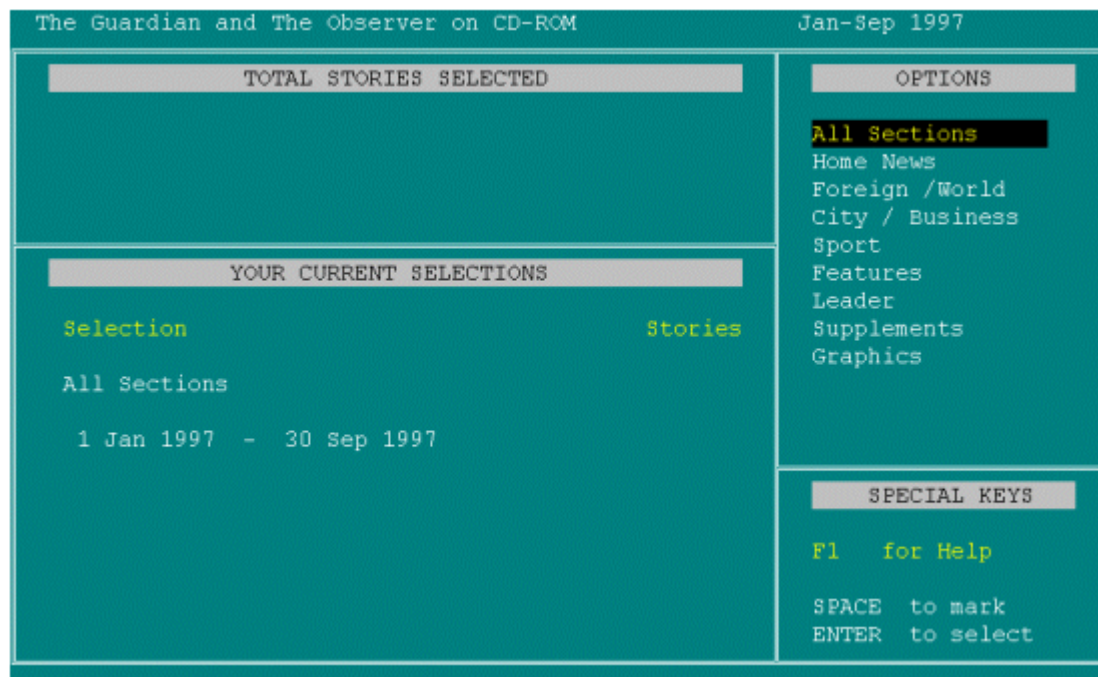 The Guardian and The Observer on CD-ROM Jan-Sep 1997
TOTAL STORIES SELECTED
YOUR CURRENT SELECTIONS
Selection Stories
All Sections
1 Jan 1997 - 30 Sep 1997
OPTIONS
All Sections
Home News
Foreign /World
City / Business
Sport
Features
Leader
Supplements
Graphics
SPECIAL KEYS
F1 for Help
SPACE to mark
ENTER to select